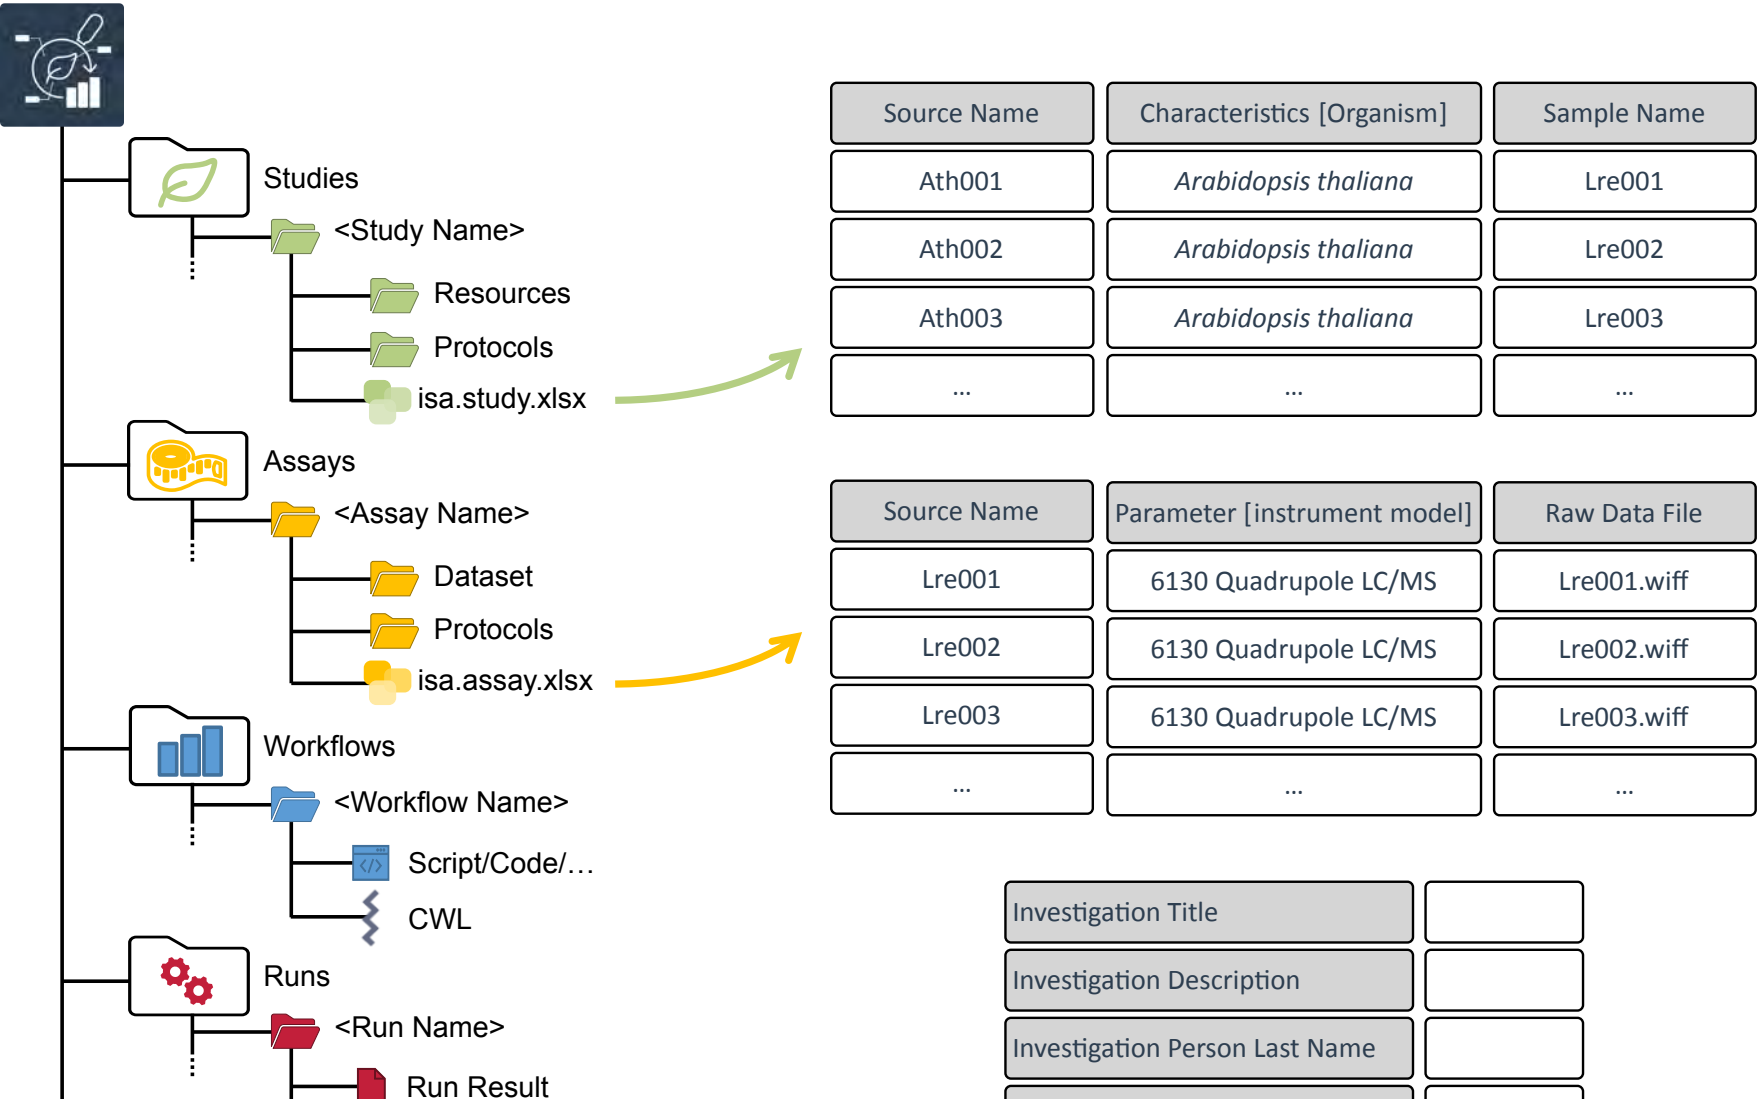 Studies
<Study Name>
Resources
Protocols
isa.study.xlsx
Assays
<Assay Name>
Dataset
Protocols
isa.assay.xlsx
Workflows
<Workflow Name>
</>
Script/Code/…
CWL
Runs
<Run Name>
Run Result
Source Name Characteristics [Organism] Sample Name
Ath001 Arabidopsis thaliana Lre001
Ath002 Arabidopsis thaliana Lre002
Ath003 Arabidopsis thaliana Lre003
... ... ...
Source Name Parameter [instrument model] Raw Data File
Lre001 6130 Quadrupole LC/MS Lre001.wiff
Lre002 6130 Quadrupole LC/MS Lre002.wiff
Lre003 6130 Quadrupole LC/MS Lre003.wiff
... ... ...
Investigation Title
Investigation Description
Investigation Person Last Name